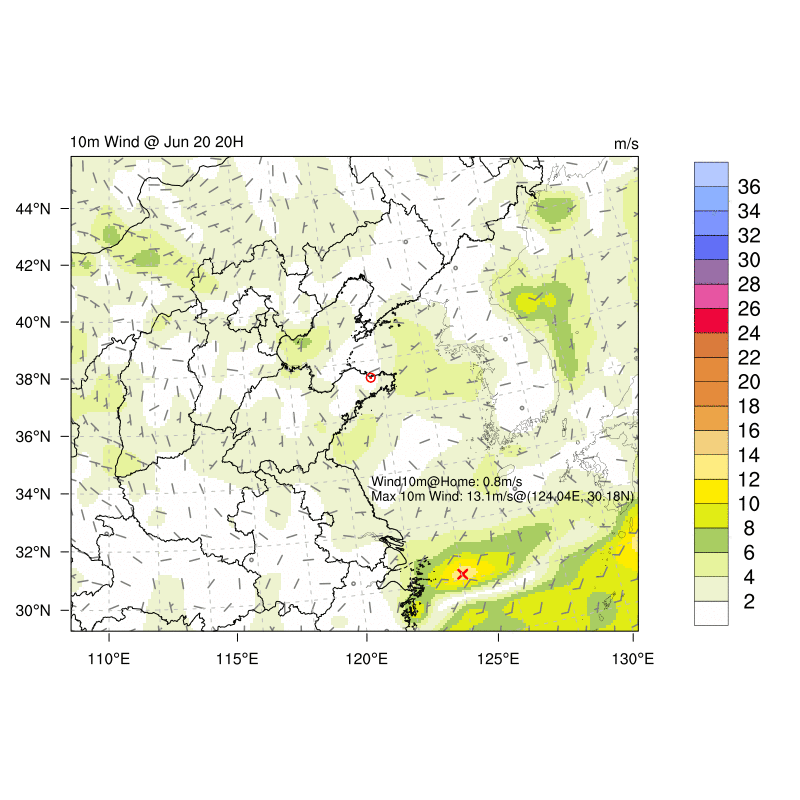 10m Wind @ Jun 20 20H
m/s
44°N
42°N
40°N
38°N
36°N
34°N
32°N
30°N
110°E
115°E
120°E
125°E
130°E
Wind10m@Home: 0.8m/s
Max 10m Wind: 13.1m/s@(124.04E, 30.18N)
36
34
32
30
28
26
24
22
20
18
16
14
12
10
8
6
4
2